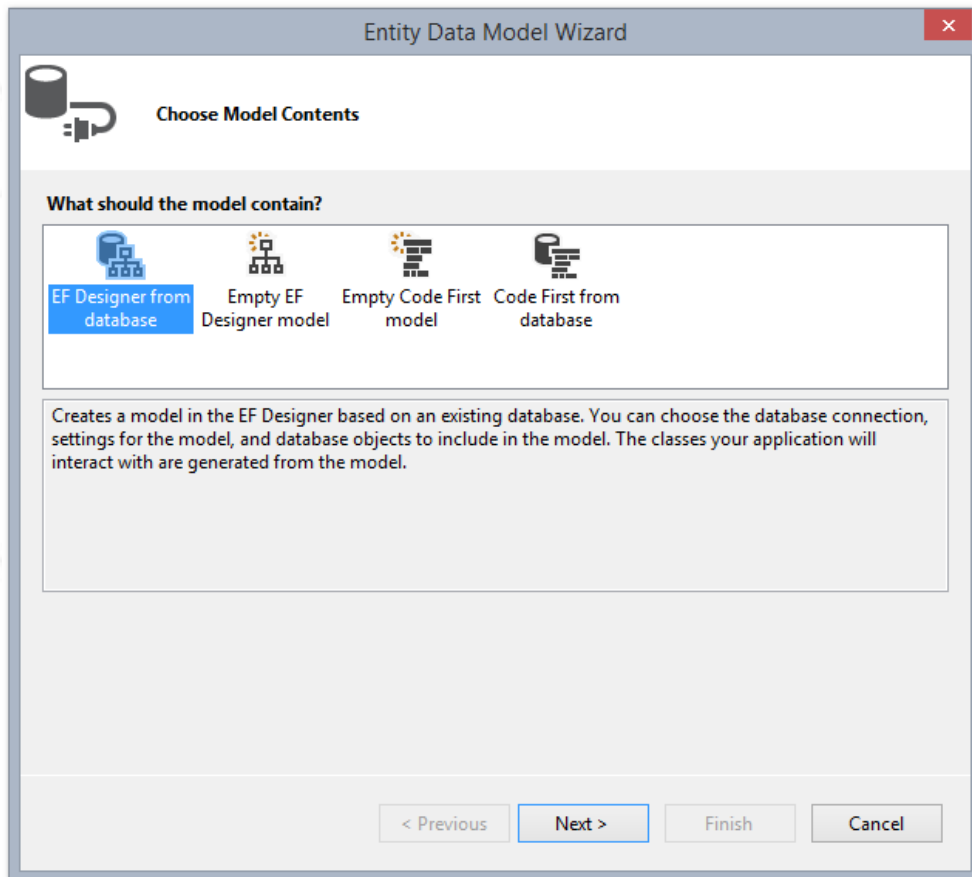 Entity Data Model Wizard
Choose Model Contents
What should the model contain?
EF Designer from
database
Empty EF
Designer model
Empty Code First
model
Code First from
database
Creates a model in the EF Designer based on an existing database. You can choose the database connection,
settings for the model, and database objects to include in the model. The classes your application will
interact with are generated from the model.
< Previous
Next >
Finish
Cancel